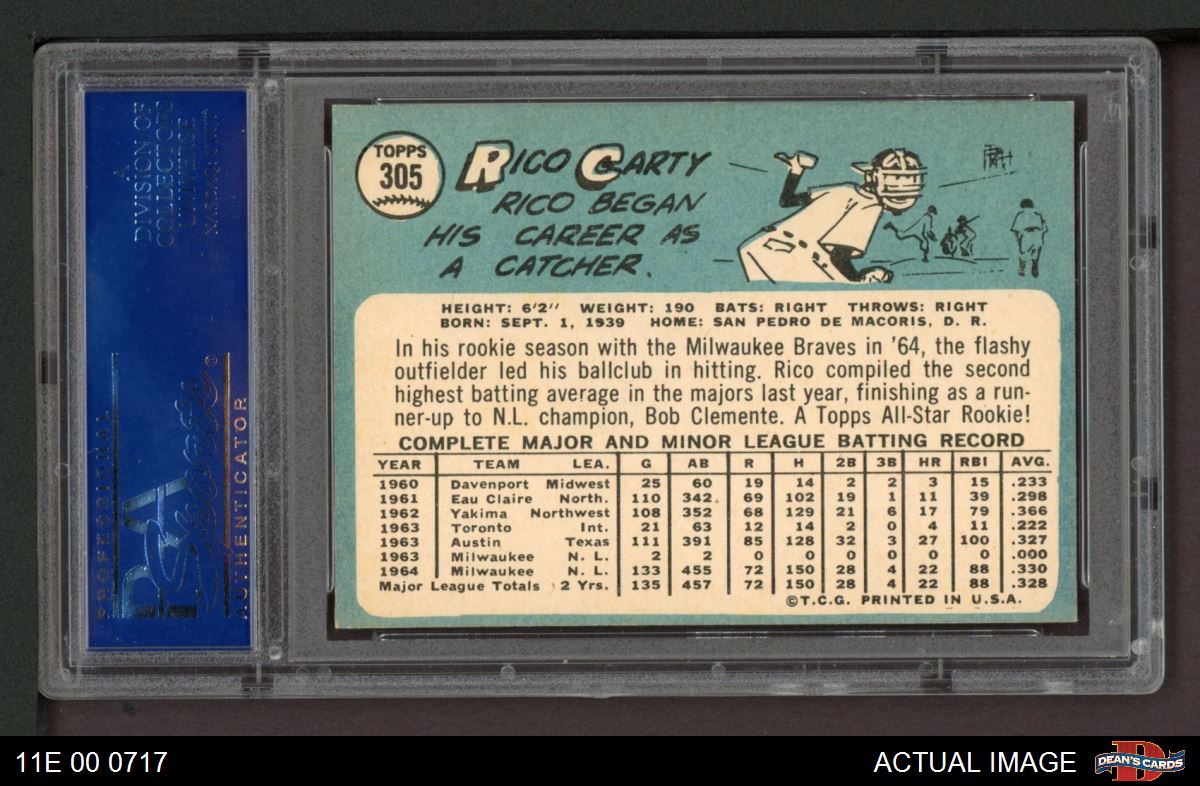 A
DIVISION OF
COLLECTORS
UNIVERSE
NASDAQ: CLCT
PROFESSIONAL
PSA
AUTHENTICATOR
TOPPS
305
RICO CARTY
RICO BEGAN
HIS CAREER AS
A CATCHER.
HEIGHT: 6'2" WEIGHT: 190 BATS: RIGHT THROWS: RIGHT
BORN: SEPT. 1, 1939 HOME: SAN PEDRO DE MACORIS, D. R.
In his rookie season with the Milwaukee Braves in '64, the flashy
outfielder led his ballclub in hitting. Rico compiled the second
highest batting average in the majors last year, finishing as a run-
ner-up to N.L. champion, Bob Clemente. A Topps All-Star Rookie!
COMPLETE MAJOR AND MINOR LEAGUE BATTING RECORD
YEAR TEAM LEA. G AB R H 2B 3B HR RBI AVG.
1960 Davenport Midwest 25 60 19 14 2 2 3 15 .233
1961 Eau Claire North. 110 342 69 102 19 1 11 39 .298
1962 Yakima Northwest 108 352 68 129 21 6 17 79 .366
1963 Toronto Int. 21 63 12 14 2 0 4 11 .222
1963 Austin Texas 111 391 85 128 32 3 27 100 .327
1963 Milwaukee N. L. 2 2 0 0 0 0 0 0 .000
1964 Milwaukee N. L. 133 455 72 150 28 4 22 88 .330
Major League Totals 2 Yrs. 135 457 72 150 28 4 22 88 .328
©T.C.G. PRINTED IN U.S.A.
11E 00 0717
ACTUAL IMAGE
D
DEAN'S CARDS